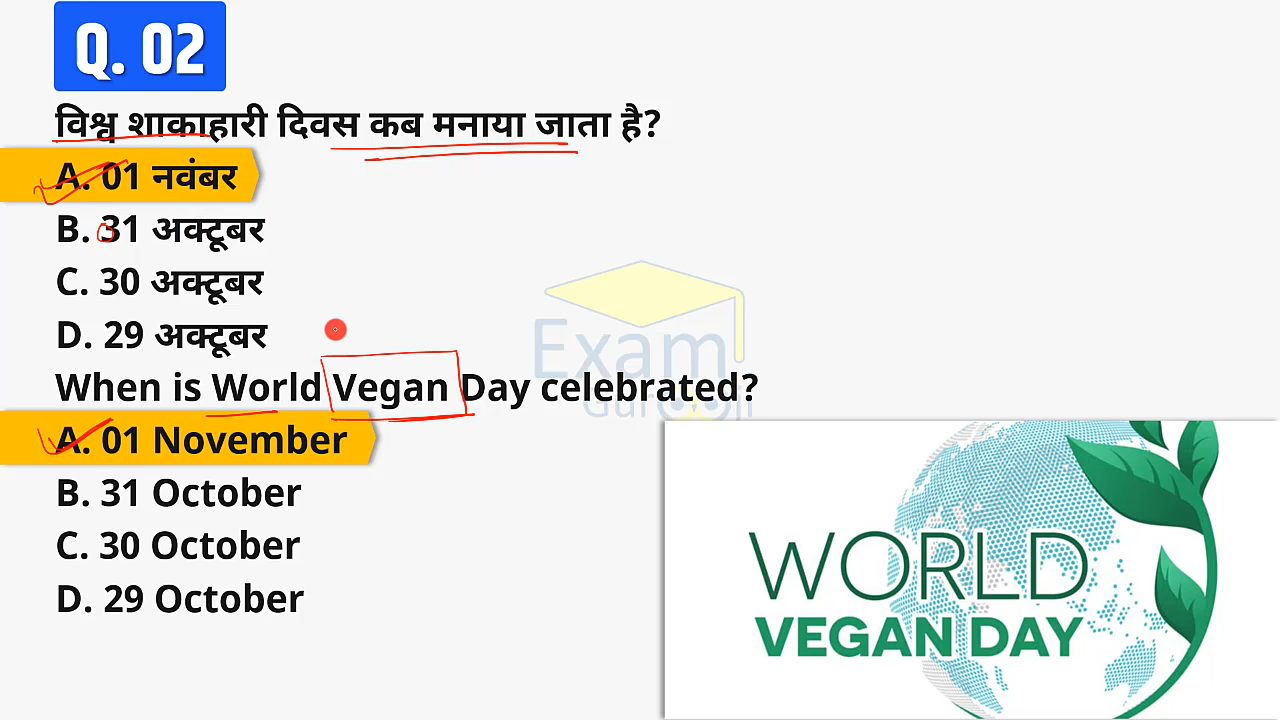 Q. 02
विश्व शाकाहारी दिवस कब मनाया जाता है?
A. 01 नवंबर
B. 31 अक्टूबर
C. 30 अक्टूबर
D. 29 अक्टूबर
Exam
Guruji
When is World Vegan Day celebrated?
A. 01 November
B. 31 October
C. 30 October
D. 29 October
WORLD
VEGAN DAY